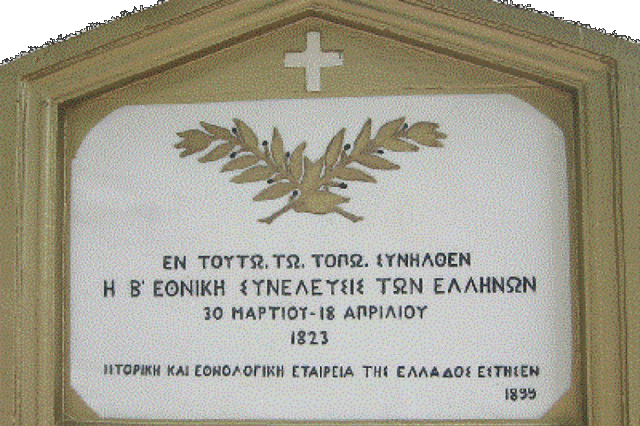 ΕΝ ΤΟΥΤΩ, ΤΩ, ΤΟΠΩ, ΣΥΝΗΛΘΕΝ
Η Β' ΕΘΝΙΚΗ ΣΥΝΕΛΕΥΣΙΣ ΤΩΝ ΕΛΛΗΝΩΝ
30 ΜΑΡΤΙΟΥ-18 ΑΠΡΙΛΙΟΥ
1823
ΙΣΤΟΡΙΚΗ ΚΑΙ ΕΘΝΟΛΟΓΙΚΗ ΕΤΑΙΡΕΙΑ ΤΗΣ ΕΛΛΑΔΟΣ ΕΣΤΗΣΕΝ
1899